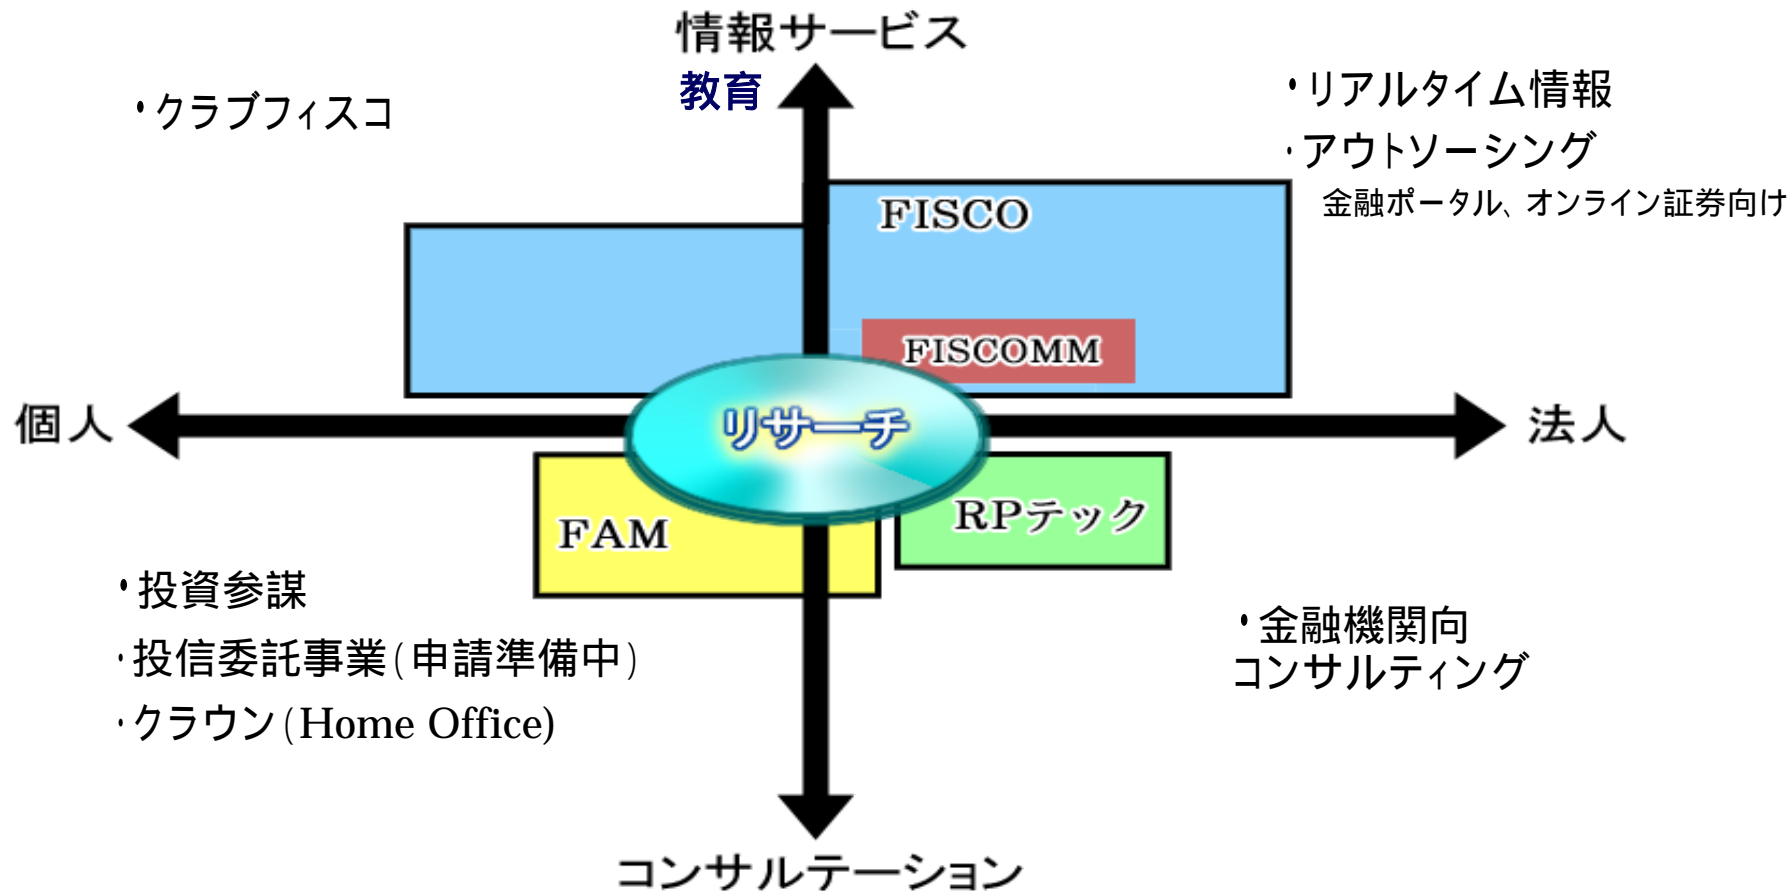 情報サービス
教育
・クラブフィスコ
・リアルタイム情報
・アウトソーシング
金融ポータル、オンライン証券向け
FISCO
FISCOMM
個人
リサーチ
法人
FAM
RPテック
・投資参謀
・投信委託事業(申請準備中)
・クラウン(Home Office)
・金融機関向
コンサルティング
コンサルテーション